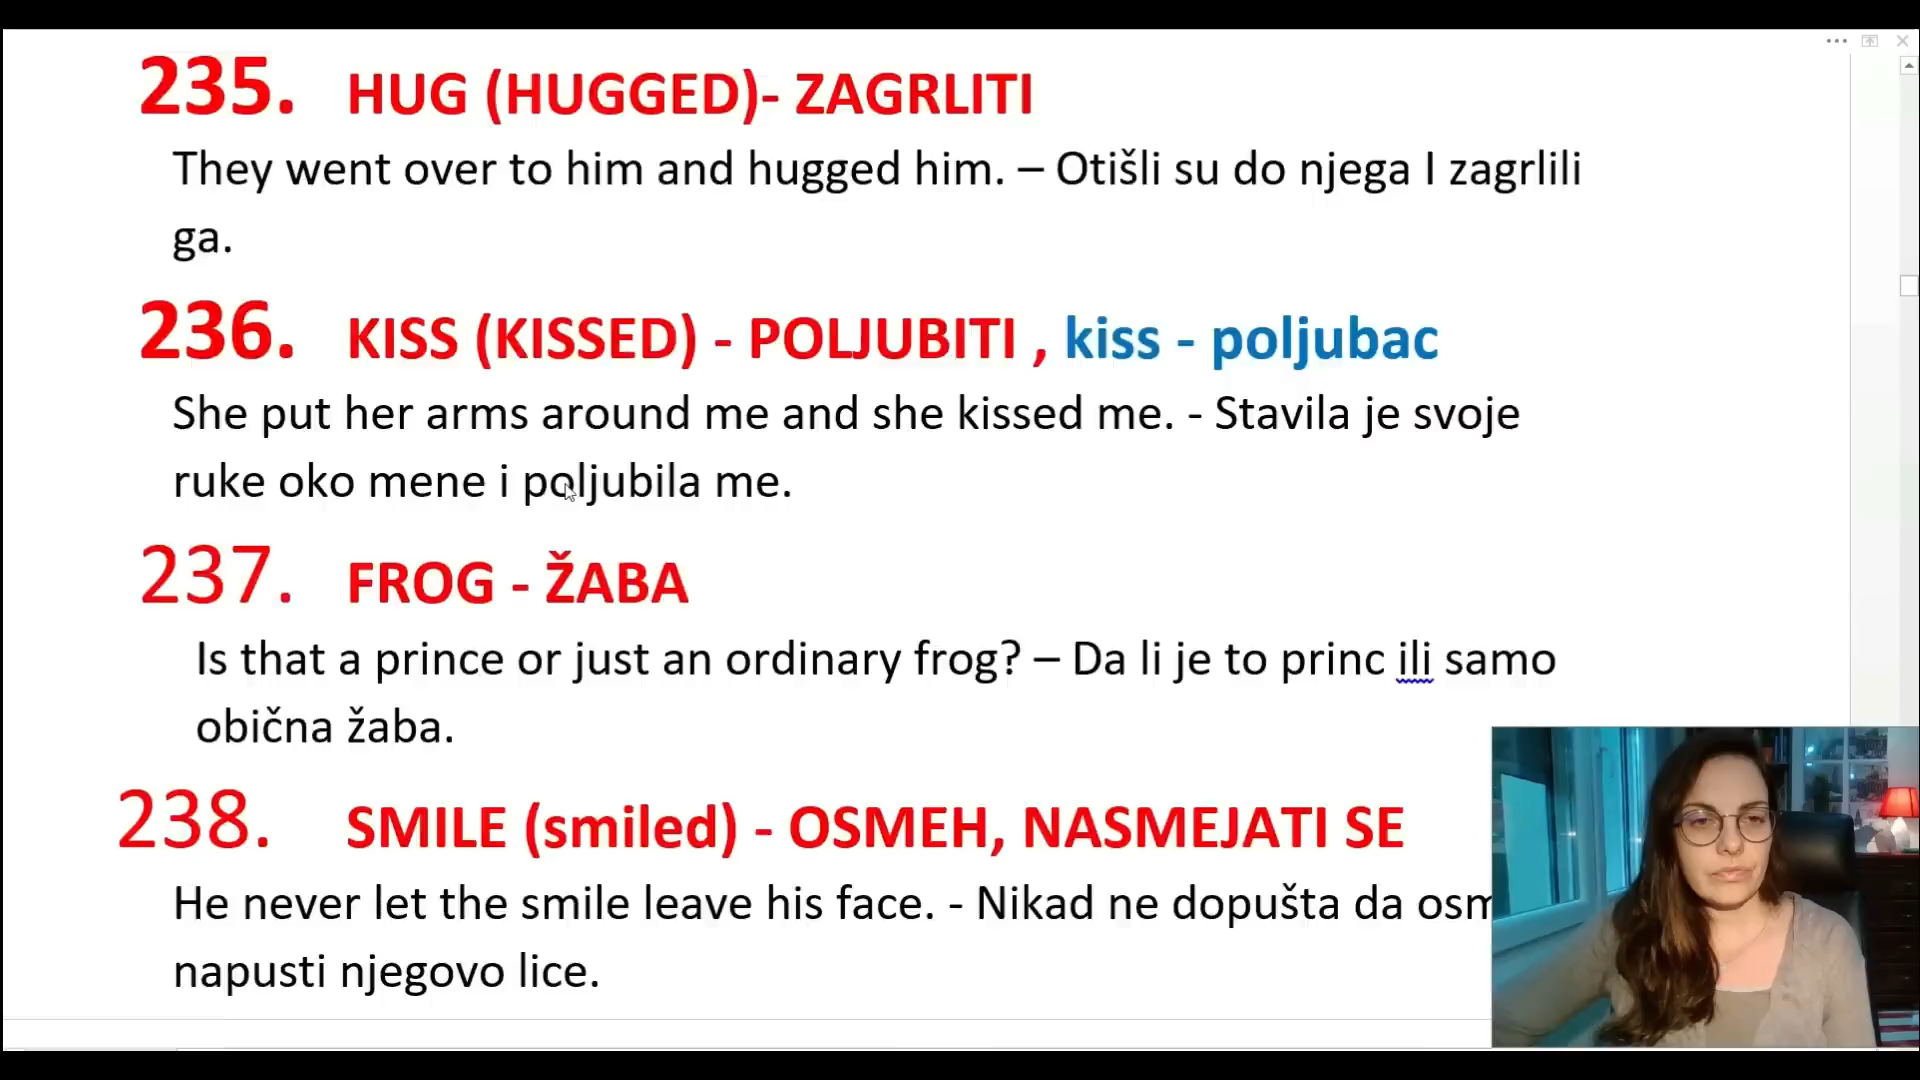 235. HUG (HUGGED)- ZAGRLITI
They went over to him and hugged him. – Otišli su do njega I zagrlili
ga.
236. KISS (KISSED) - POLJUBITI , kiss - poljubac
She put her arms around me and she kissed me. - Stavila je svoje
ruke oko mene i poljubila me.
237. FROG - ŽABA
Is that a prince or just an ordinary frog? – Da li je to princ ili samo
obična žaba.
238. SMILE (smiled) - OSMEH, NASMEJATI SE
He never let the smile leave his face. - Nikad ne dopušta da osm
napusti njegovo lice.